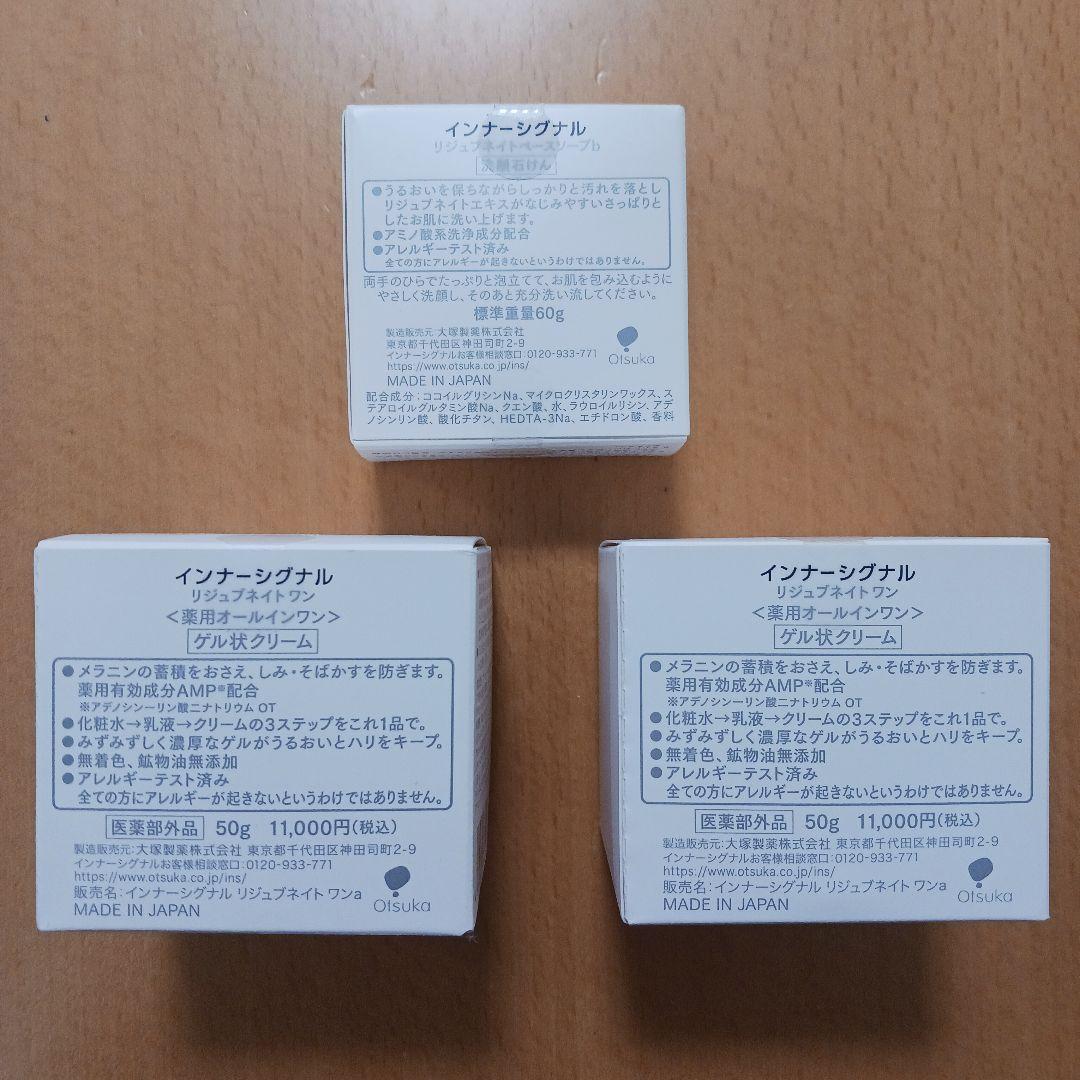 インナーシグナル
リジュブネイトベースソープb
洗顔石けん
●うるおいを保ちながらしっかりと汚れを落とし
リジュブネイトエキスがなじみやすいさっぱりと
したお肌に洗い上げます。
●アミノ酸系洗浄成分配合
●アレルギーテスト済み
全ての方にアレルギーが起きないというわけではありません。
両手のひらでたっぷりと泡立てて、お肌を包み込むように
やさしく洗顔し、そのあと充分洗い流してください。
標準重量60g
製造販売元:大塚製薬株式会社
東京都千代田区神田司町2-9
インナーシグナルお客様相談窓口:0120-933-771
https://www.otsuka.co.jp/ins/
MADE IN JAPAN
Otsuka
配合成分:ココイルグリシンNa、マイクロクリスタリンワックス、ス
テアロイルグルタミン酸Na、クエン酸、水、ラウロイルリシン、アデ
ノシンリン酸、酸化チタン、HEDTA-3Na、エチドロン酸、香料
インナーシグナル
リジュブネイト ワン
<薬用オールインワン>
ゲル状クリーム
●メラニンの蓄積をおさえ、しみ・そばかすを防ぎます。
薬用有効成分AMP※配合
※アデノシン一リン酸二ナトリウム OT
●化粧水→乳液→クリームの3ステップをこれ1品で。
●みずみずしく濃厚なゲルがうるおいとハリをキープ。
●無着色、鉱物油無添加
●アレルギーテスト済み
全ての方にアレルギーが起きないというわけではありません。
医薬部外品 50g 11,000円(税込)
製造販売元:大塚製薬株式会社 東京都千代田区神田司町2-9
インナーシグナルお客様相談窓口:0120-933-771
https://www.otsuka.co.jp/ins/
販売名:インナーシグナル リジュブネイト ワンa
MADE IN JAPAN
Otsuka
インナーシグナル
リジュブネイト ワン
<薬用オールインワン>
ゲル状クリーム
●メラニンの蓄積をおさえ、しみ・そばかすを防ぎます。
薬用有効成分AMP※配合
※アデノシン一リン酸二ナトリウム OT
●化粧水→乳液→クリームの3ステップをこれ1品で。
●みずみずしく濃厚なゲルがうるおいとハリをキープ。
●無着色、鉱物油無添加
●アレルギーテスト済み
全ての方にアレルギーが起きないというわけではありません。
医薬部外品 50g 11,000円(税込)
製造販売元:大塚製薬株式会社 東京都千代田区神田司町2-9
インナーシグナルお客様相談窓口:0120-933-771
https://www.otsuka.co.jp/ins/
販売名:インナーシグナル リジュブネイト ワンa
MADE IN JAPAN
Otsuka